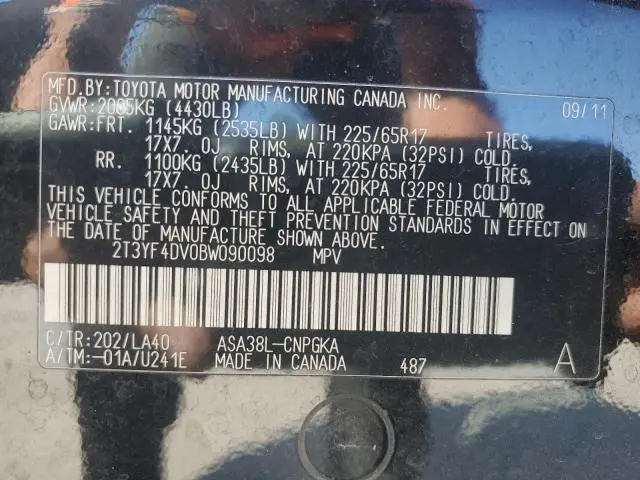 MFD.BY:TOYOTA MOTOR MANUFACTURING CANADA INC.
GVWR:2005KG (4430LB) 09/11
GAWR:FRT. 1145KG (2535LB) WITH 225/65R17 TIRES,
17X7.0J RIMS, AT 220KPA (32PSI) COLD.
RR. 1100KG (2435LB) WITH 225/65R17 TIRES,
17X7.0J RIMS, AT 220KPA (32PSI) COLD.
THIS VEHICLE CONFORMS TO ALL APPLICABLE FEDERAL MOTOR
VEHICLE SAFETY AND THEFT PREVENTION STANDARDS IN EFFECT ON
THE DATE OF MANUFACTURE SHOWN ABOVE.
2T3YF4DV0BW090098 MPV
C/TR:202/LA40 ASA38L-CNPGKA
A/TM:-01A/U241E MADE IN CANADA 487 A